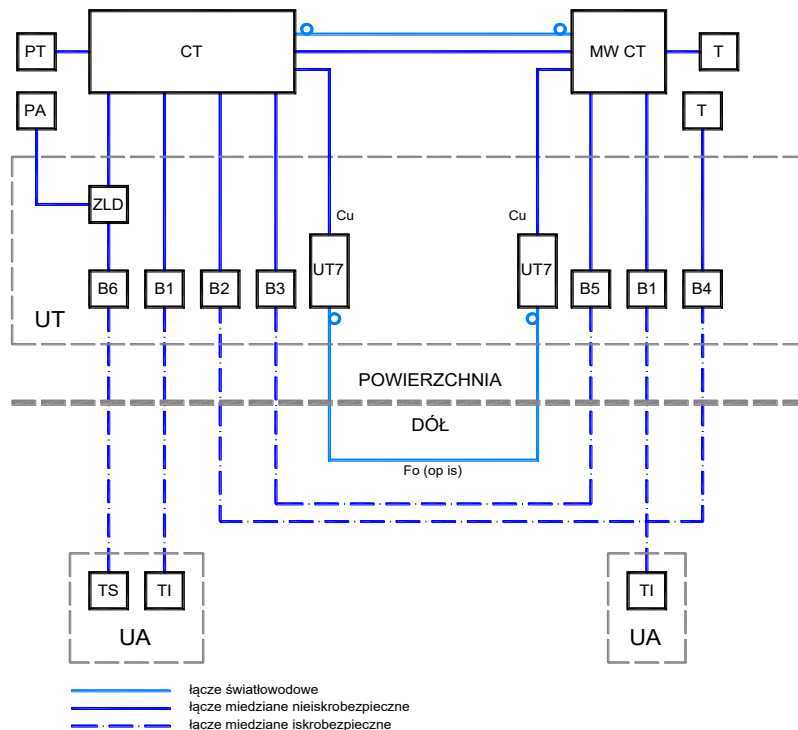 PT
CT
MW CT
T
PA
T
ZLD
Cu
Cu
UT7
UT7
B6
B1
B2
B3
B5
B1
B4
UT
POWIERZCHNIA
DÓŁ
Fo (op is)
TS
TI
TI
UA
UA
łącze światłowodowe
łącze miedziane nieiskrobezpieczne
łącze miedziane iskrobezpieczne